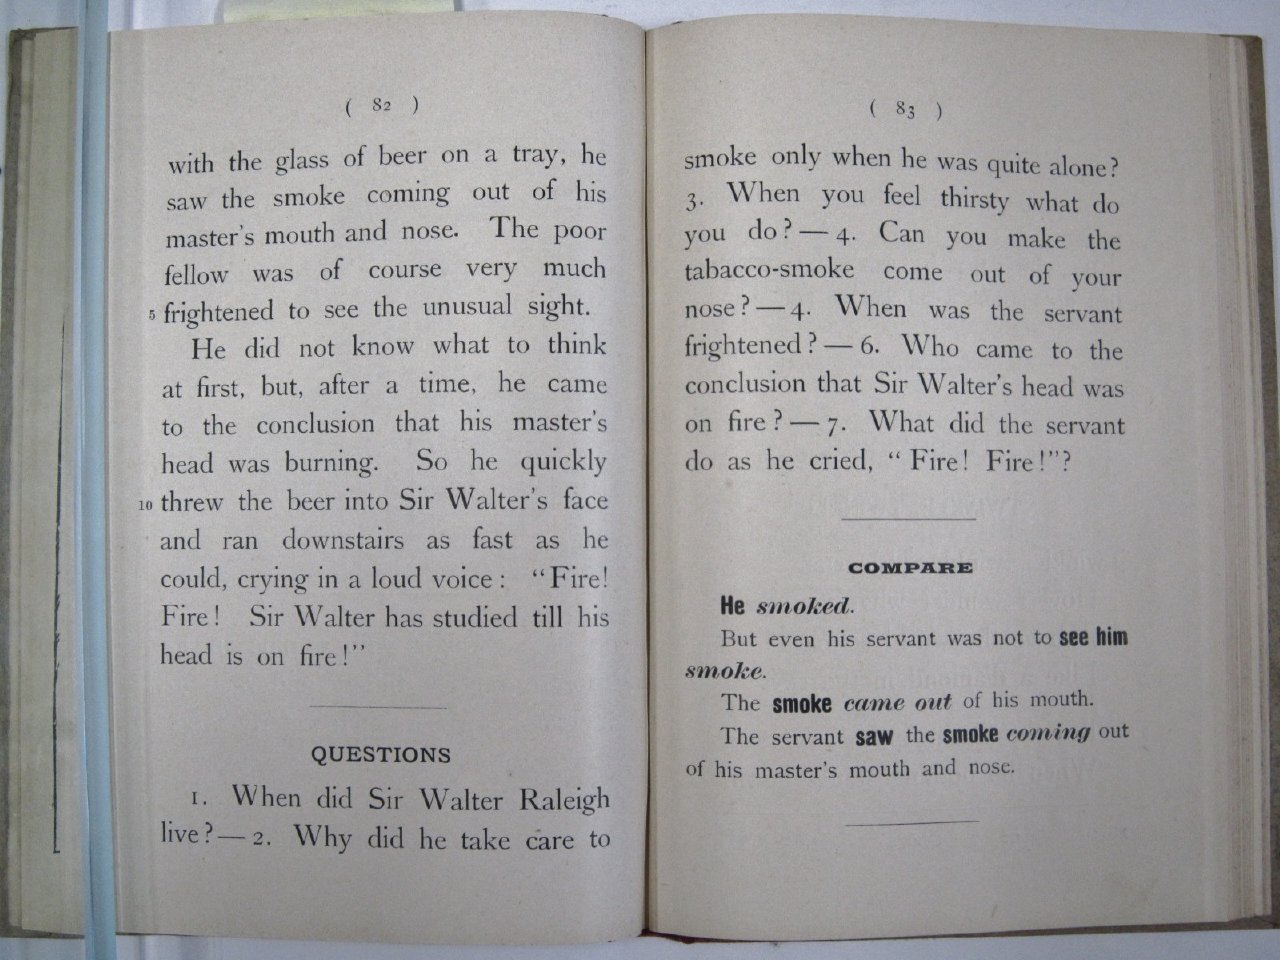 ( 82 )
with the glass of beer on a tray, he
saw the smoke coming out of his
master's mouth and nose. The poor
fellow was of course very much
5 frightened to see the unusual sight.
He did not know what to think
at first, but, after a time, he came
to the conclusion that his master's
head was burning. So he quickly
10 threw the beer into Sir Walter's face
and ran downstairs as fast as he
could, crying in a loud voice: "Fire!
Fire! Sir Walter has studied till his
head is on fire!"
QUESTIONS
1. When did Sir Walter Raleigh
live?—2. Why did he take care to
( 83 )
smoke only when he was quite alone?
3. When you feel thirsty what do
you do?—4. Can you make the
tabacco-smoke come out of your
nose?—4. When was the servant
frightened?—6. Who came to the
conclusion that Sir Walter's head was
on fire?—7. What did the servant
do as he cried, "Fire! Fire!"?
COMPARE
He smoked.
But even his servant was not to see him
smoke.
The smoke came out of his mouth.
The servant saw the smoke coming out
of his master's mouth and nose.